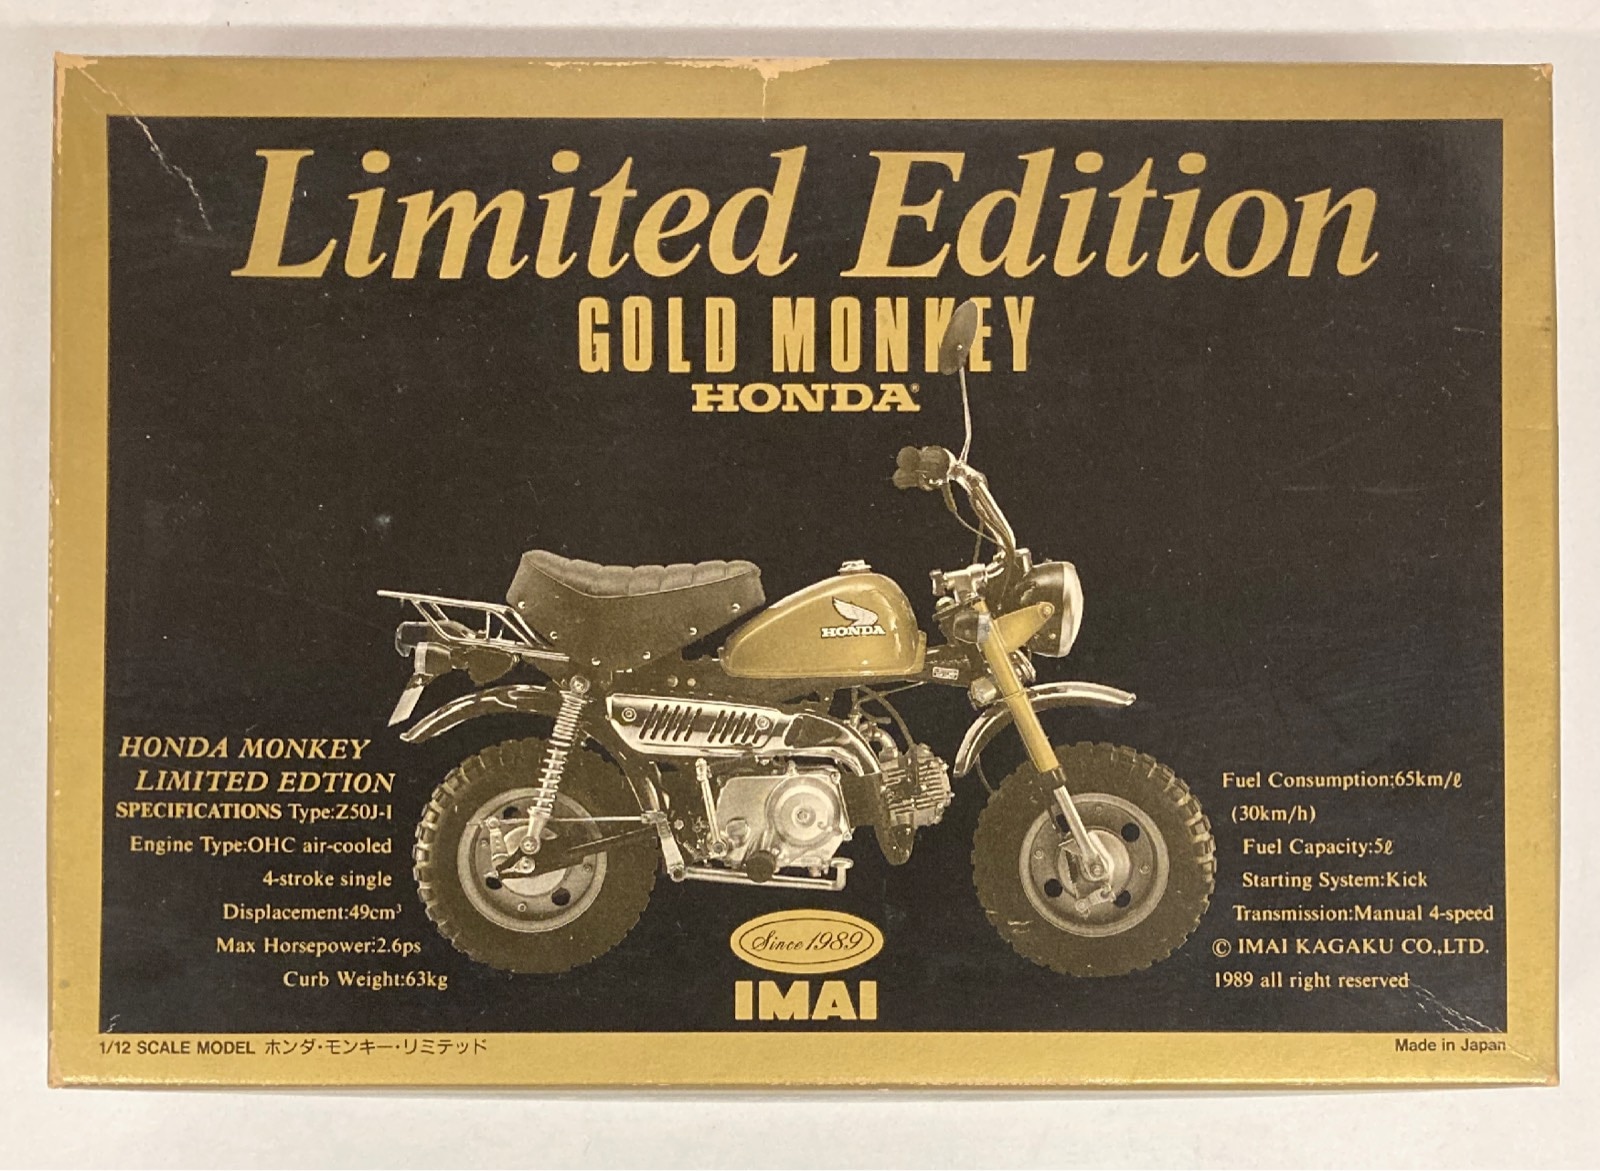 Limited Edition
GOLD MONKEY
HONDA®
HONDA
HONDA MONKEY
LIMITED EDTION
SPECIFICATIONS Type:Z50J-I
Engine Type:OHC air-cooled
4-stroke single
Displacement:49cm³
Max Horsepower:2.6ps
Curb Weight:63kg
Fuel Consumption:65km/ℓ
(30km/h)
Fuel Capacity:5ℓ
Starting System:Kick
Transmission:Manual 4-speed
© IMAI KAGAKU CO.,LTD.
1989 all right reserved
Since 1989
IMAI
1/12 SCALE MODEL ホンダ・モンキー・リミテッド
Made in Japan